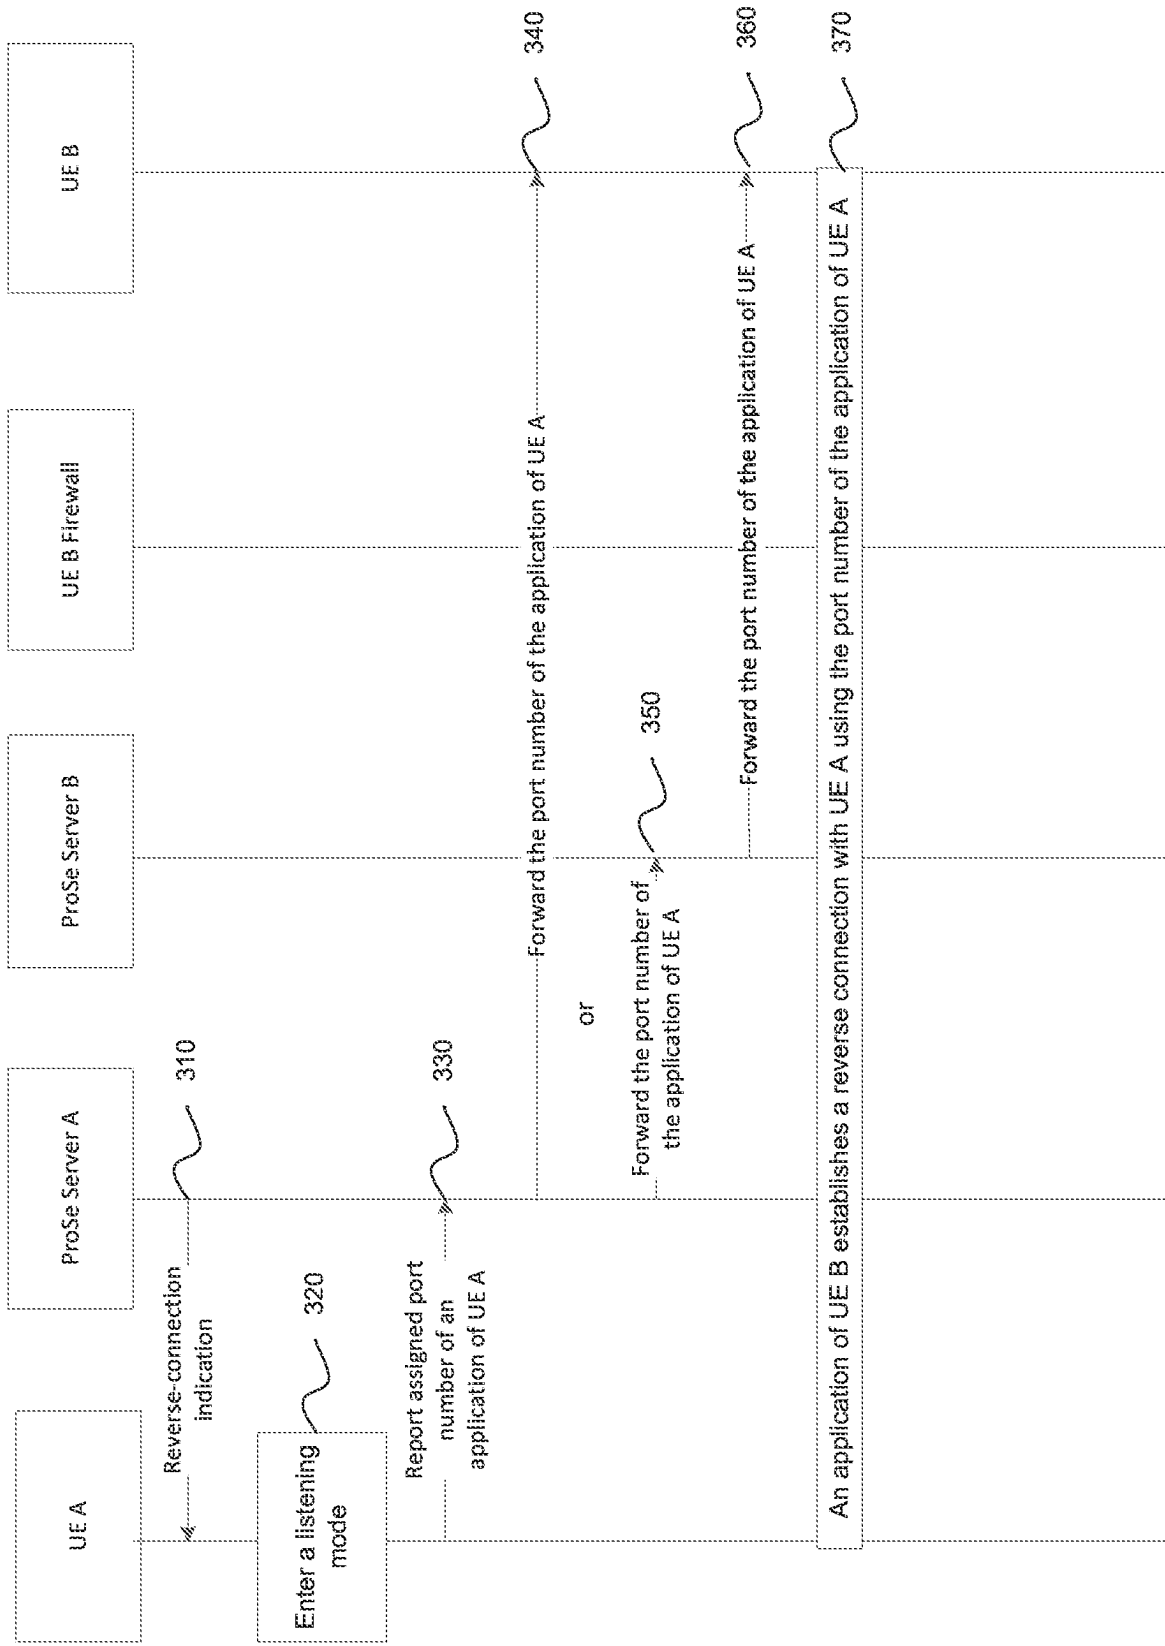 UE A
ProSe Server A
ProSe Server B
UE B Firewall
UE B
Reverse-connection
indication
310
Enter a listening
mode
320
Report assigned port
number of an
application of UE A
330
Forward the port number of the application of UE A
340
or
Forward the port number of
the application of UE A
350
Forward the port number of the application of UE A
360
An application of UE B establishes a reverse connection with UE A using the port number of the application of UE A
370